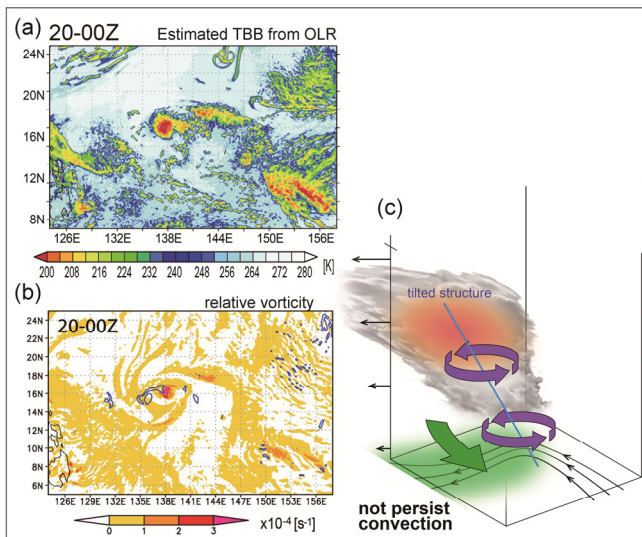 (a) 20-00Z Estimated TBB from OLR
24N
20N
16N
12N
8N
126E 132E 138E 144E 150E 156E
200 208 216 224 232 240 248 256 264 272 280
[K]
(b) relative vorticity
20-00Z
24N
22N
20N
18N
16N
14N
12N
10N
8N
6N
126E 129E 132E 135E 138E 141E 144E 147E 150E 153E 156E
0 1 2 3
x10-4 [s-1]
(c)
tilted structure
not persist
convection